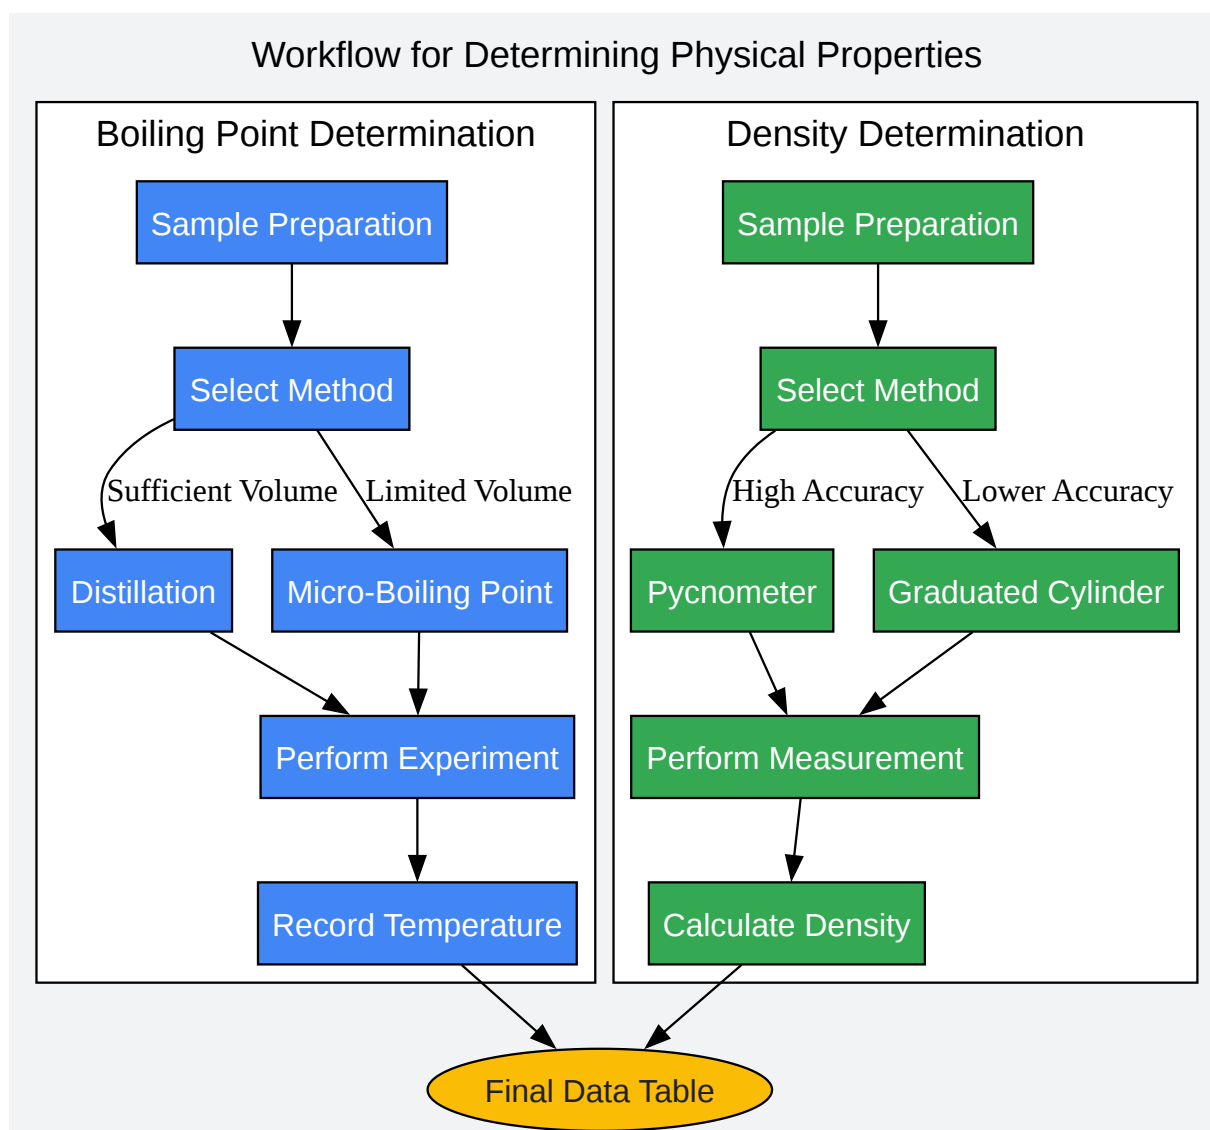 Workflow for Determining Physical Properties
Boiling Point Determination
Sample Preparation
Select Method
Sufficient Volume
Limited Volume
Distillation
Micro-Boiling Point
Perform Experiment
Record Temperature
Density Determination
Sample Preparation
Select Method
High Accuracy
Lower Accuracy
Pycnometer
Graduated Cylinder
Perform Measurement
Calculate Density
Final Data Table